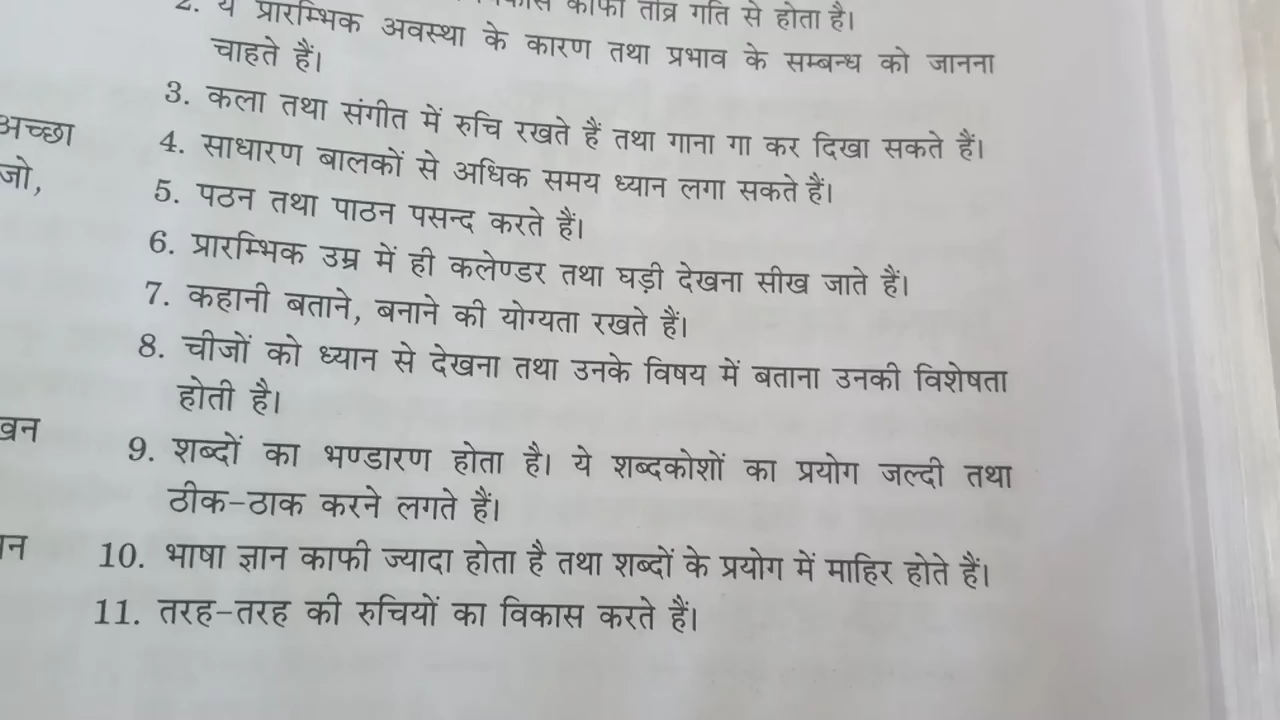 काफी तीव्र गति से होता है।
2. ये प्रारम्भिक अवस्था के कारण तथा प्रभाव के सम्बन्ध को जानना
चाहते हैं।
3. कला तथा संगीत में रुचि रखते हैं तथा गाना गा कर दिखा सकते हैं।
अच्छा
4. साधारण बालकों से अधिक समय ध्यान लगा सकते हैं।
जो,
5. पठन तथा पाठन पसन्द करते हैं।
6. प्रारम्भिक उम्र में ही कलेण्डर तथा घड़ी देखना सीख जाते हैं।
7. कहानी बताने, बनाने की योग्यता रखते हैं।
8. चीजों को ध्यान से देखना तथा उनके विषय में बताना उनकी विशेषता
होती है।
9. शब्दों का भण्डारण होता है। ये शब्दकोशों का प्रयोग जल्दी तथा
ठीक-ठाक करने लगते हैं।
10. भाषा ज्ञान काफी ज्यादा होता है तथा शब्दों के प्रयोग में माहिर होते हैं।
11. तरह-तरह की रुचियों का विकास करते हैं।